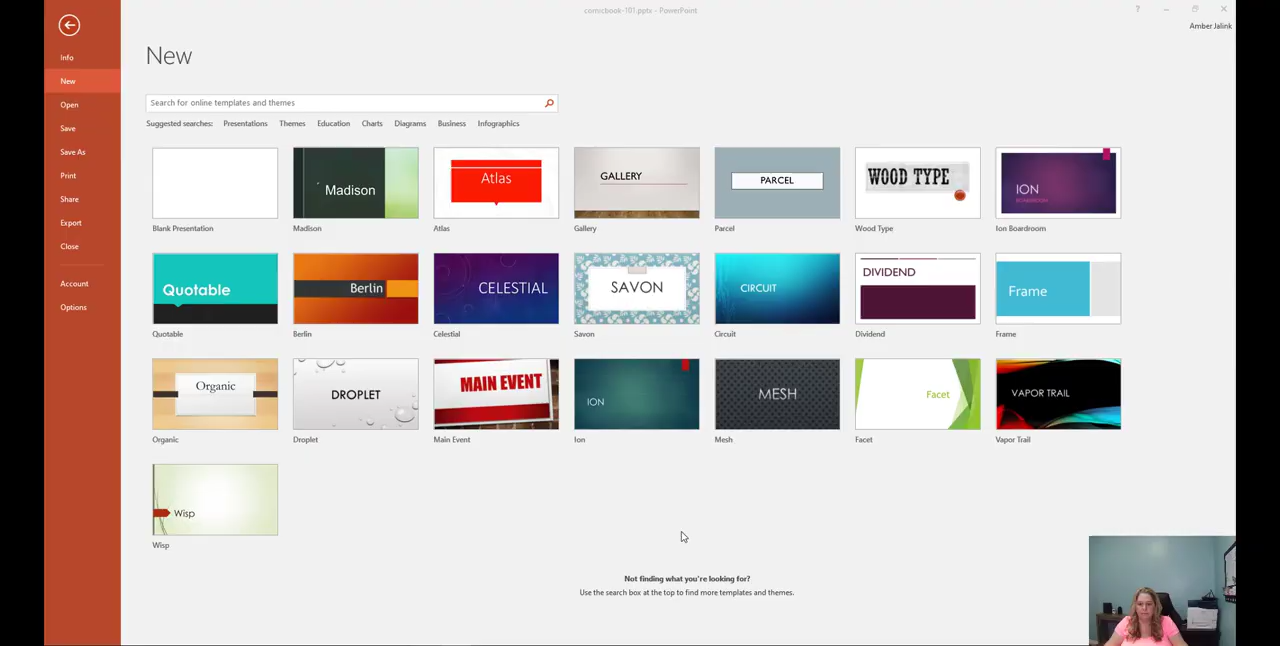 comicbook-101.pptx - PowerPoint
?
Amber Jalink
Info
New
Open
Save
Save As
Print
Share
Export
Close
Account
Options
New
Search for online templates and themes
Suggested searches: Presentations Themes Education Charts Diagrams Business Infographics
Madison
Atlas
GALLERY
PARCEL
WOOD TYPE
ION
BOARDROOM
Blank Presentation Madison Atlas Gallery Parcel Wood Type Ion Boardroom
Quotable
Berlin
CELESTIAL
SAVON
CIRCUIT
DIVIDEND
Frame
Quotable Berlin Celestial Savon Circuit Dividend Frame
Organic
DROPLET
MAIN EVENT
ION
MESH
Facet
VAPOR TRAIL
Organic Droplet Main Event Ion Mesh Facet Vapor Trail
Wisp
Wisp
Not finding what you're looking for?
Use the search box at the top to find more templates and themes.